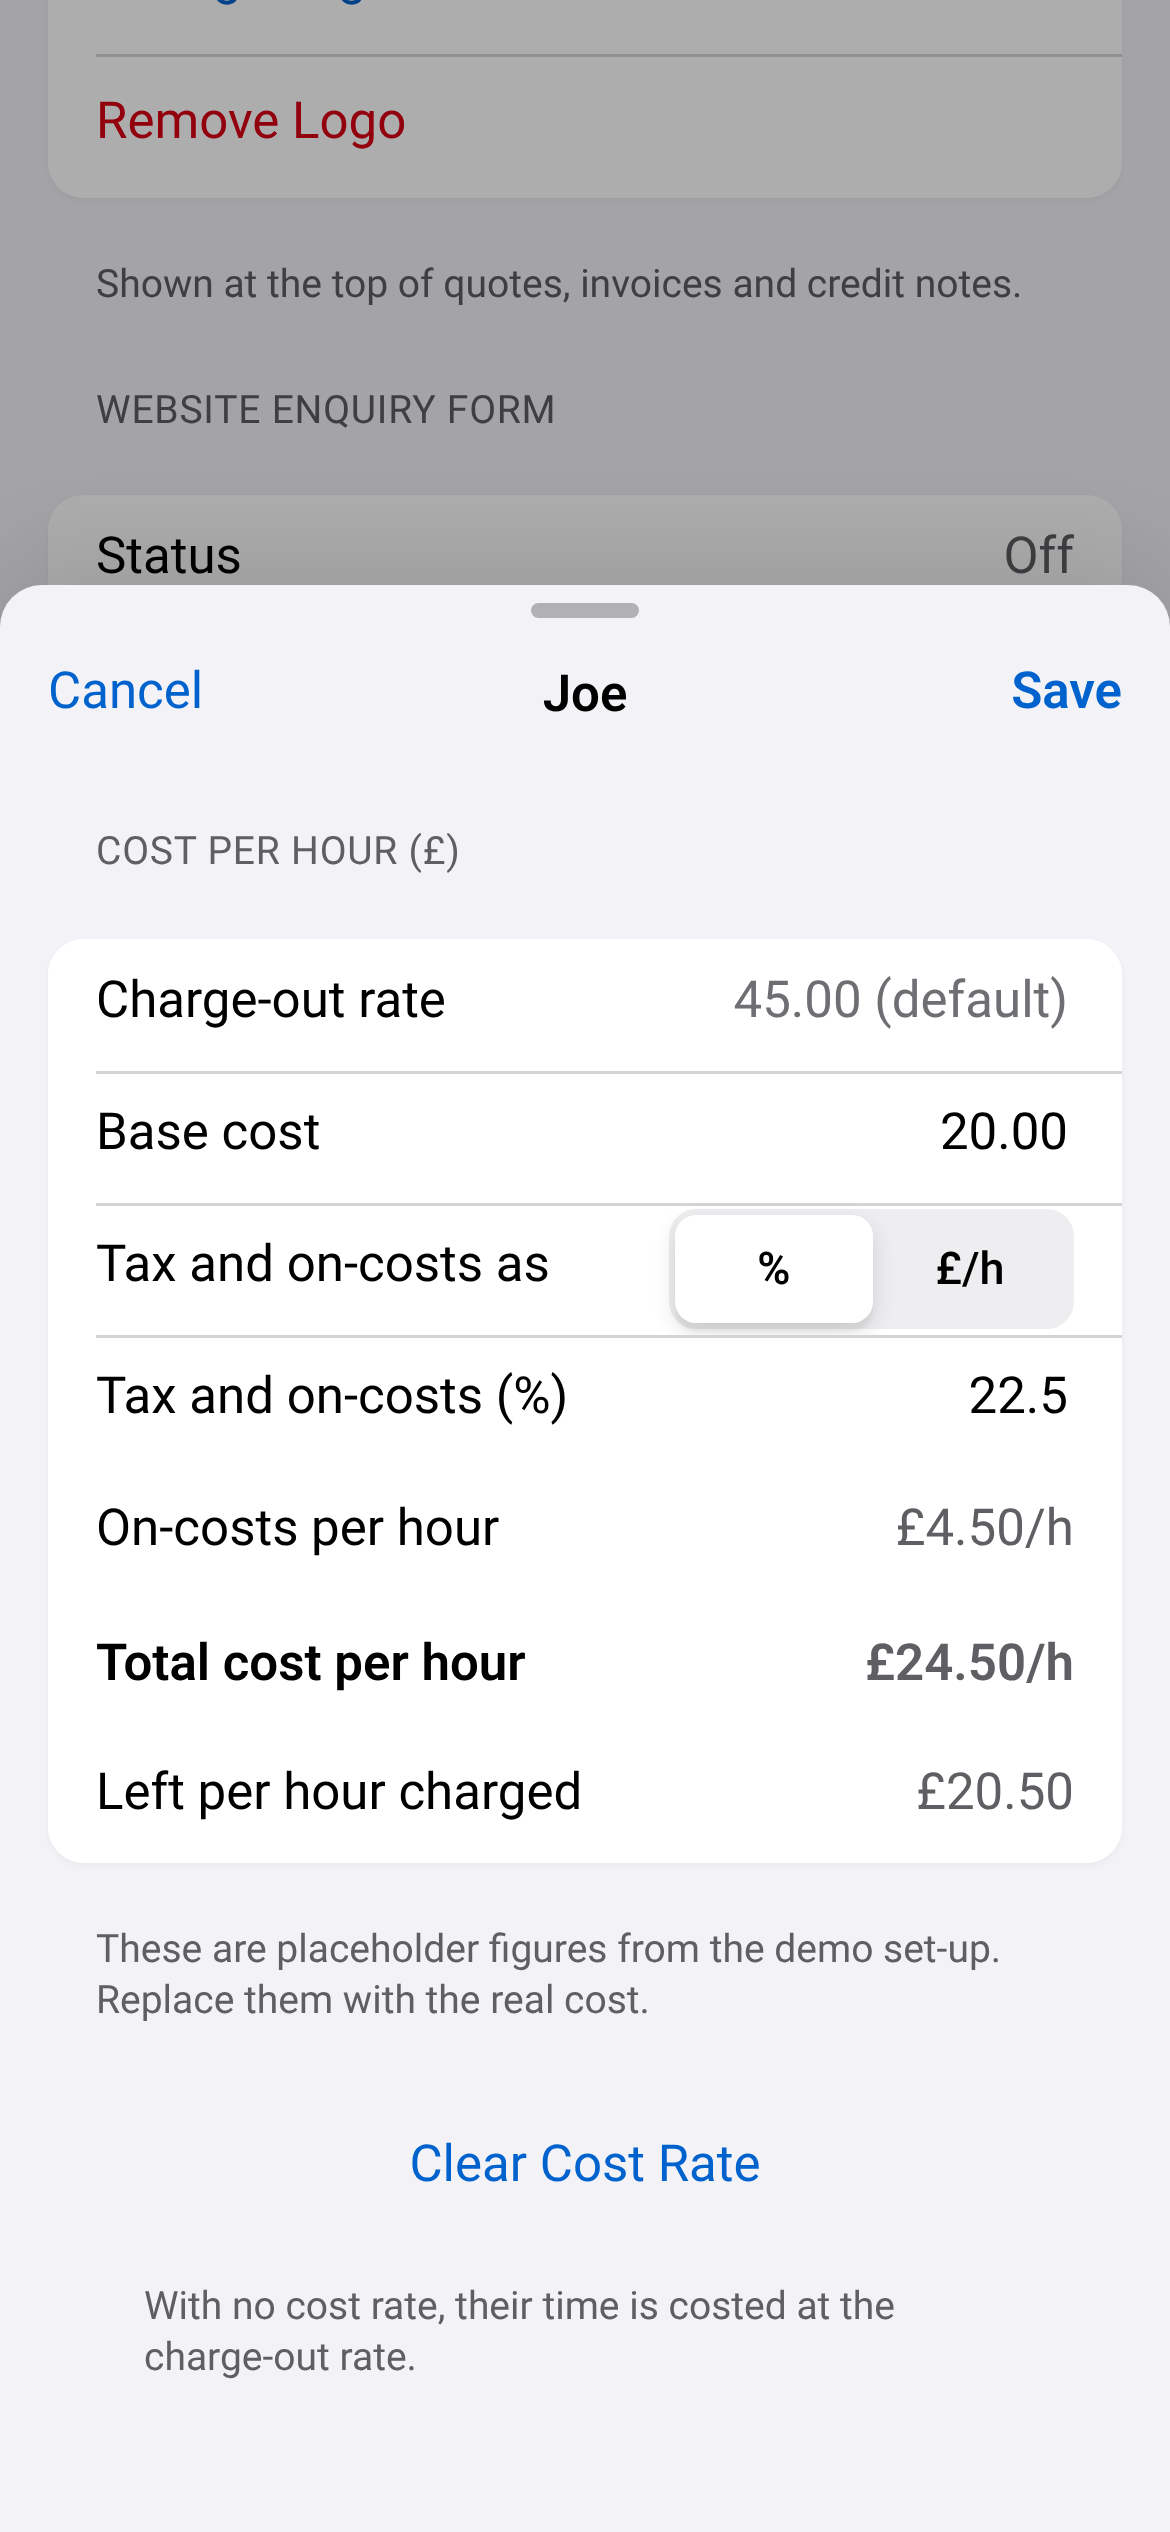 Remove Logo
Shown at the top of quotes, invoices and credit notes.
WEBSITE ENQUIRY FORM
Status Off
Cancel Joe Save
COST PER HOUR (£)
Charge-out rate 45.00 (default)
Base cost 20.00
Tax and on-costs as % £/h
Tax and on-costs (%) 22.5
On-costs per hour £4.50/h
Total cost per hour £24.50/h
Left per hour charged £20.50
These are placeholder figures from the demo set-up.
Replace them with the real cost.
Clear Cost Rate
With no cost rate, their time is costed at the
charge-out rate.